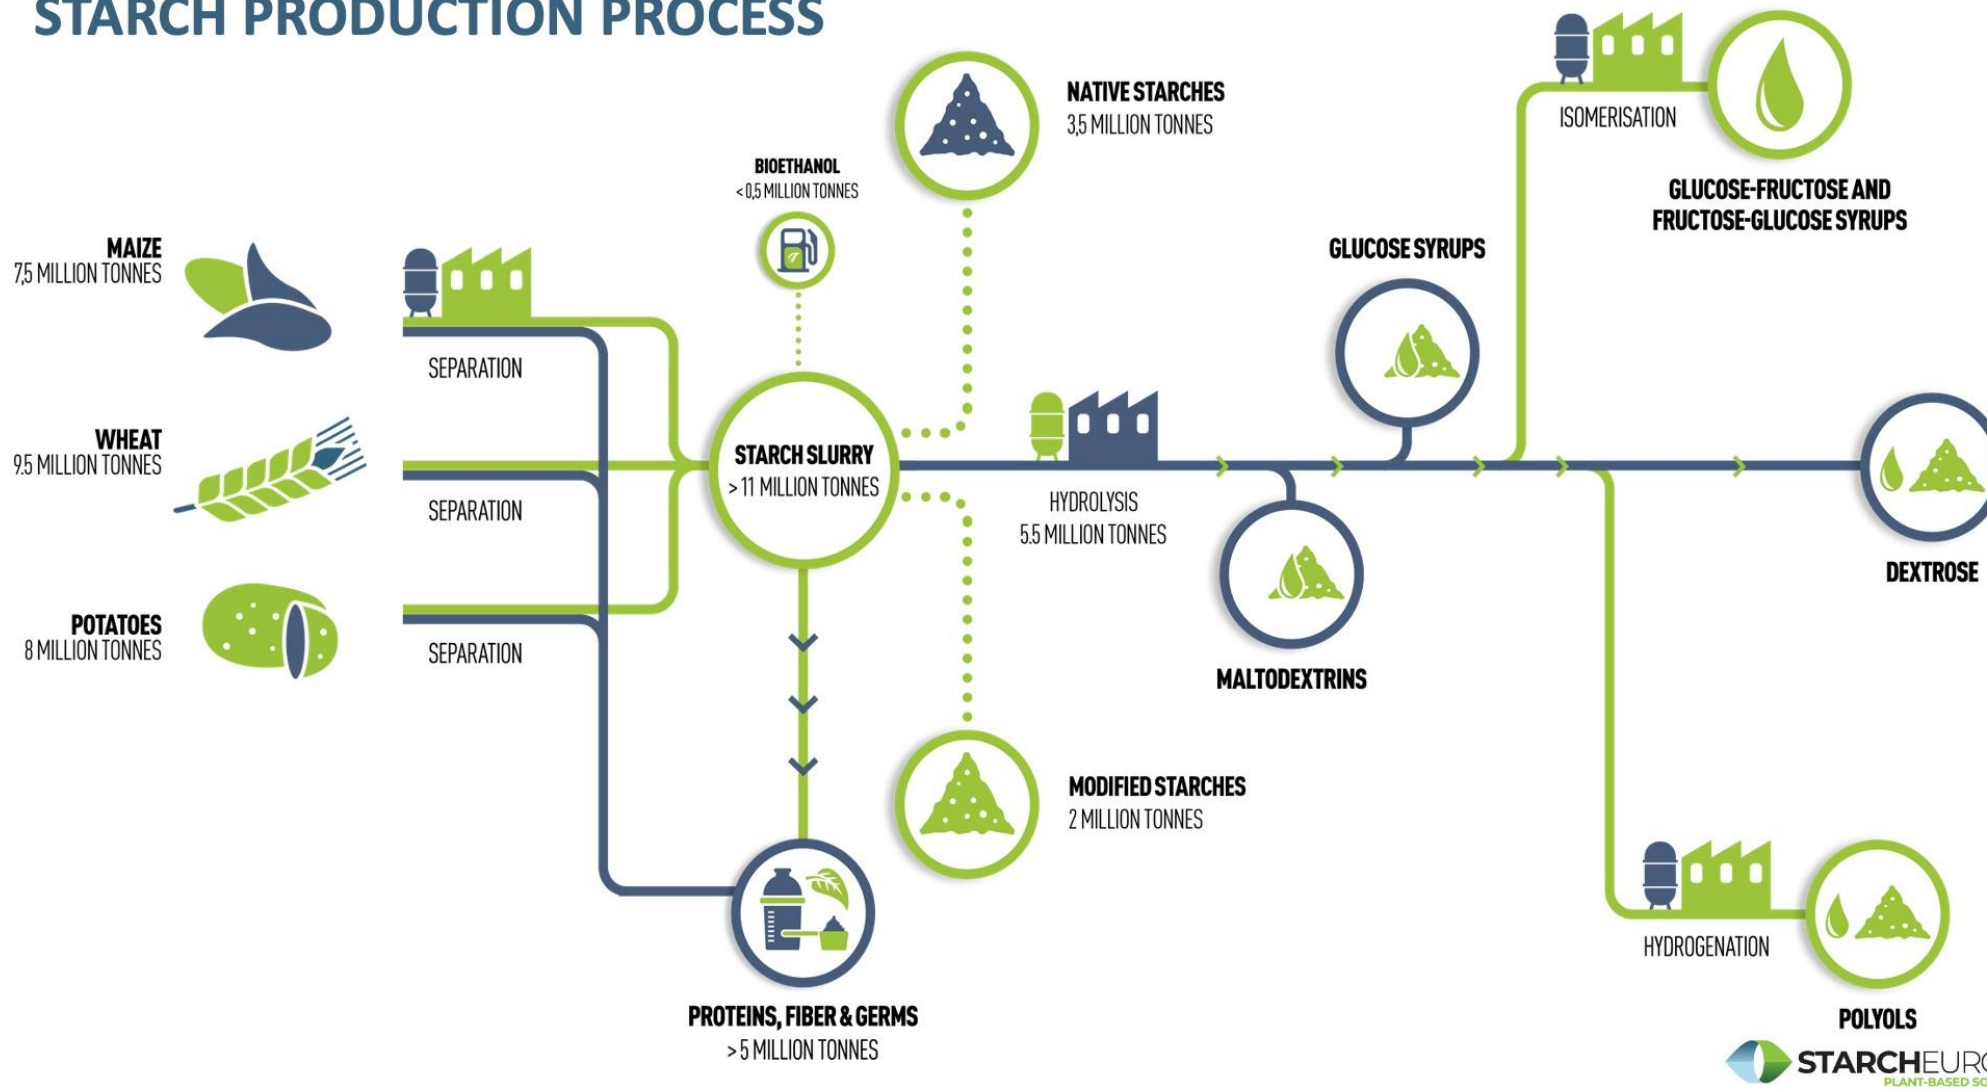 STARCH PRODUCTION PROCESS
MAIZE
7,5 MILLION TONNES
WHEAT
9.5 MILLION TONNES
POTATOES
8 MILLION TONNES
SEPARATION
SEPARATION
SEPARATION
BIOETHANOL
< 0,5 MILLION TONNES
STARCH SLURRY
> 11 MILLION TONNES
PROTEINS, FIBER & GERMS
> 5 MILLION TONNES
NATIVE STARCHES
3,5 MILLION TONNES
HYDROLYSIS
5.5 MILLION TONNES
MODIFIED STARCHES
2 MILLION TONNES
MALTODEXTRINS
GLUCOSE SYRUPS
ISOMERISATION
GLUCOSE-FRUCTOSE AND
FRUCTOSE-GLUCOSE SYRUPS
DEXTROSE
HYDROGENATION
POLYOLS
STARCHEURO
PLANT-BASED